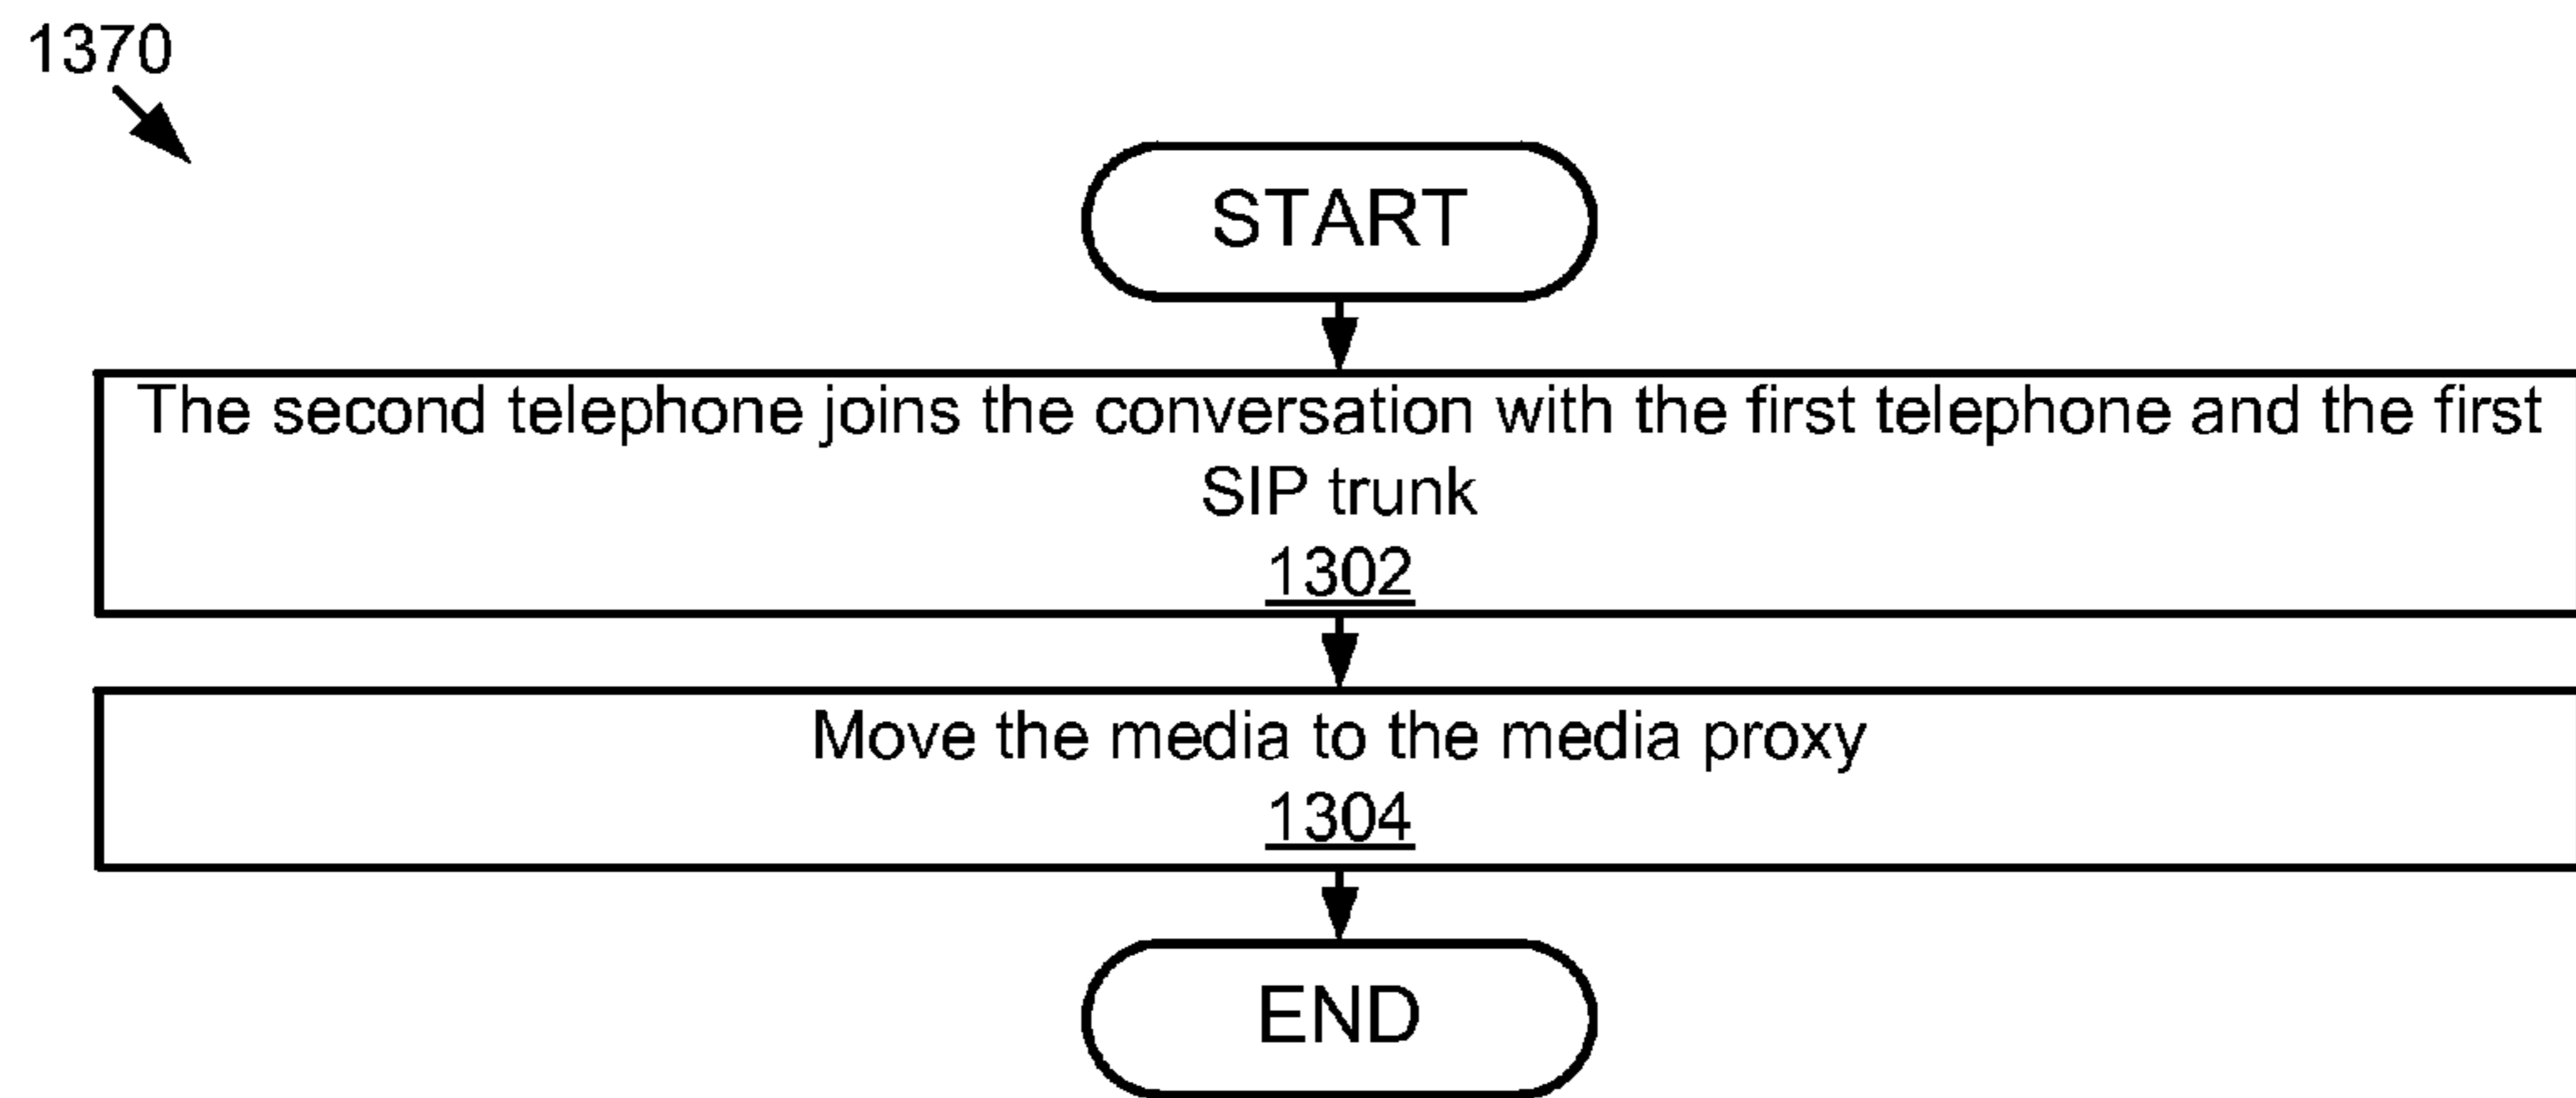 1370
START
The second telephone joins the conversation with the first telephone and the first
SIP trunk
1302
Move the media to the media proxy
1304
END